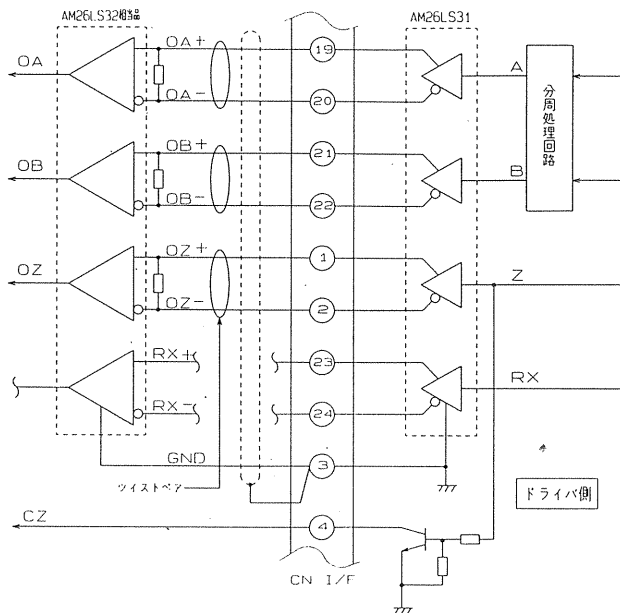 AM26LS32相当品
AM26LS31
OA
OA+
19
A
OA-
20
分周処理回路
OB
OB+
21
B
OB-
22
OZ
OZ+
1
Z
OZ-
2
RX+
23
RX
RX-
24
GND
3
ツイストペア
ドライバ側
CZ
4
CN I/F